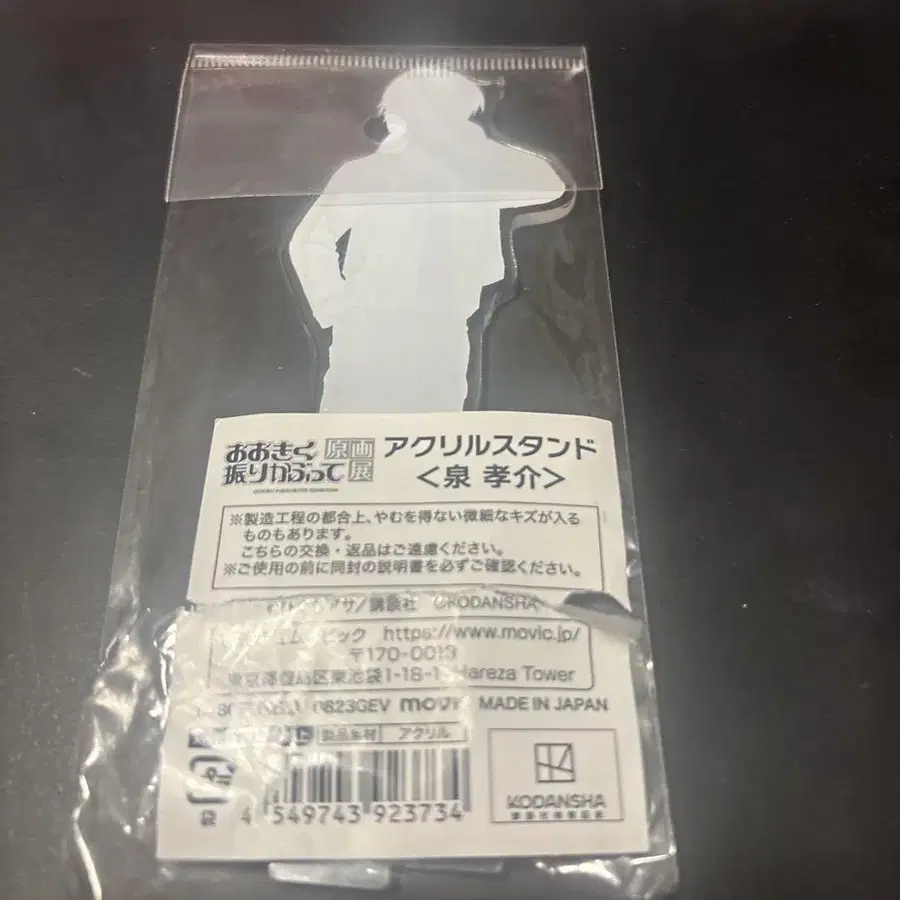 おおきく
振りかぶって
原画展
アクリルスタンド
<泉 孝介>
※製造工程の都合上、やむを得ない微細なキズが入る
ものもあります。
こちらの交換・返品はご遠慮ください。
※ご使用の前に同封の説明書を必ずご確認ください。
アサ/講談社 ©KODANSHA
ピック https://www.movic.jp/
〒170-0013
東京都豊島区東池袋1-18-1 Hareza Tower
0823GEV movic MADE IN JAPAN
製品素材 アクリル
4 549743 923734
KODANSHA